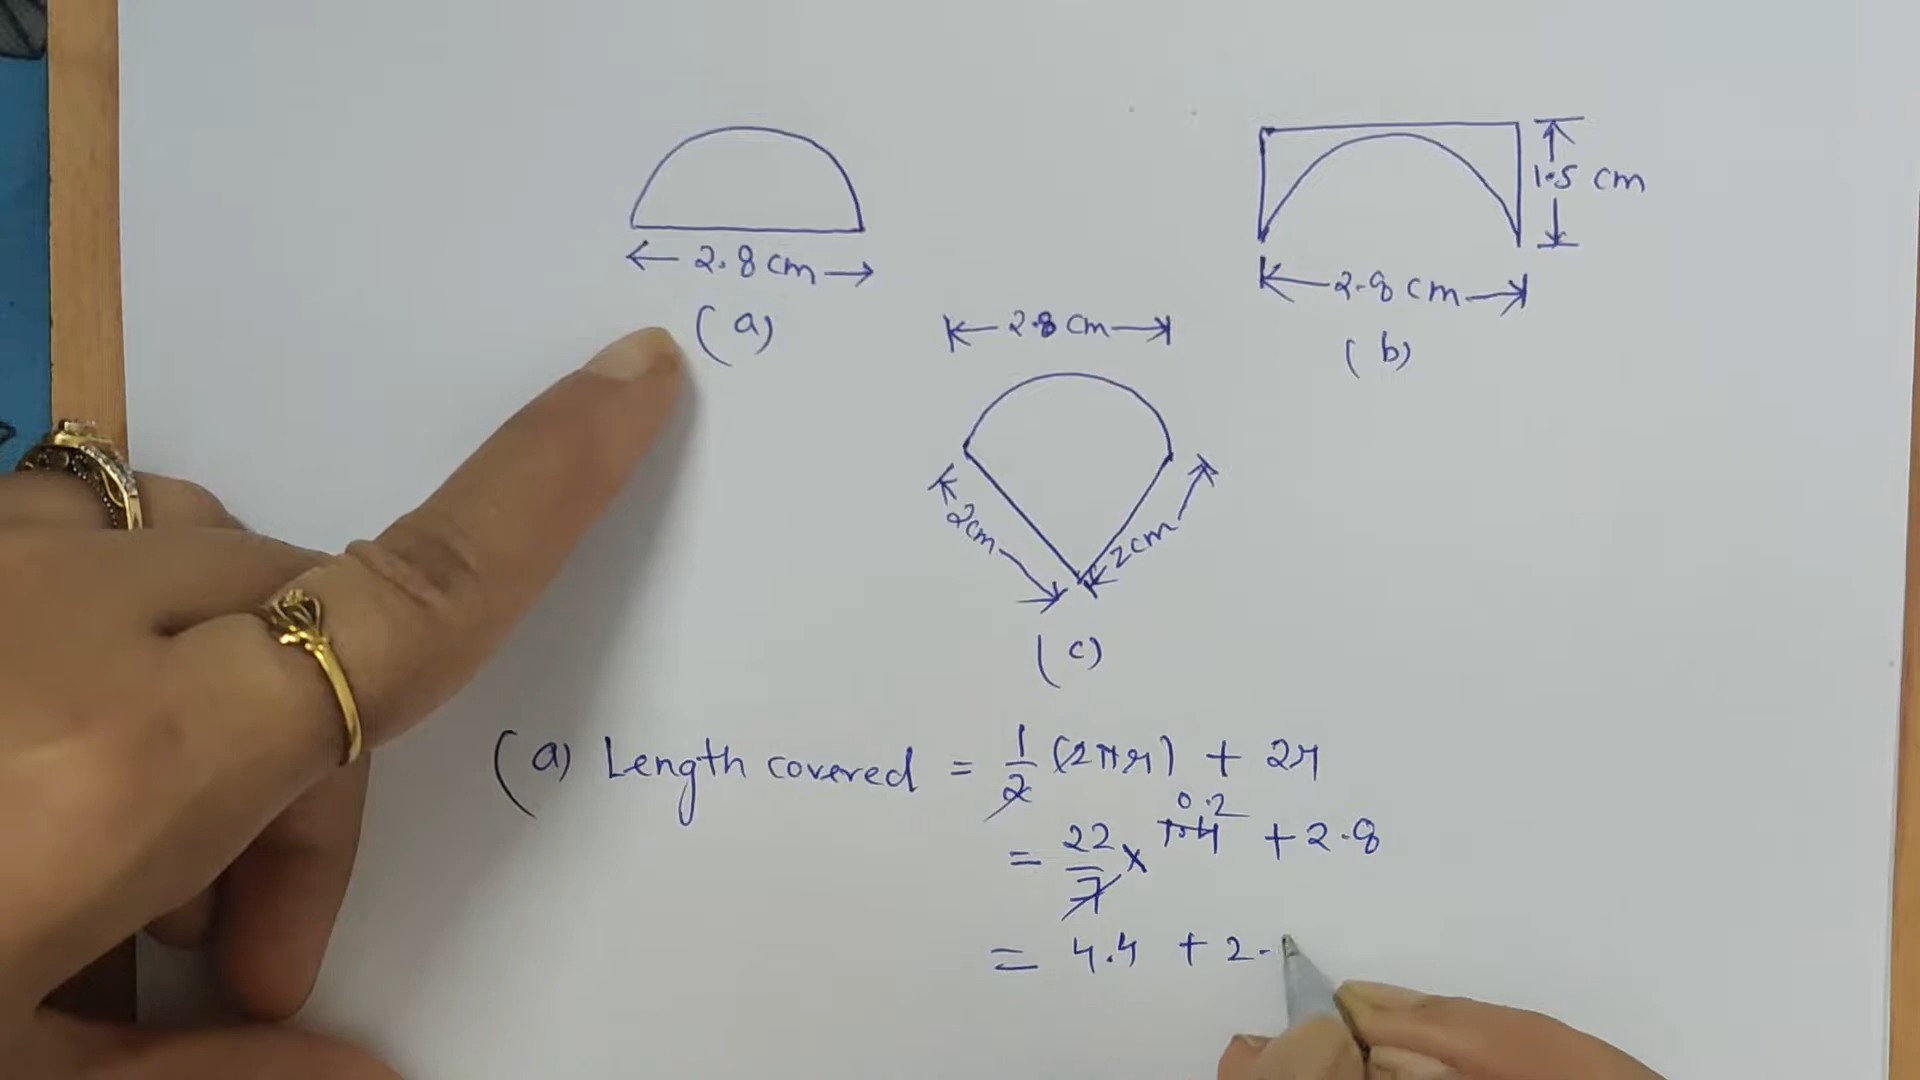 2.8 cm
(a)
1.5 cm
2.8 cm
(b)
2.8 cm
2cm
2cm
(c)
(a) Length covered = 1/2 (2πr) + 2r
= 22/7 × 1.4 0.2 + 2.8
= 4.4 + 2.